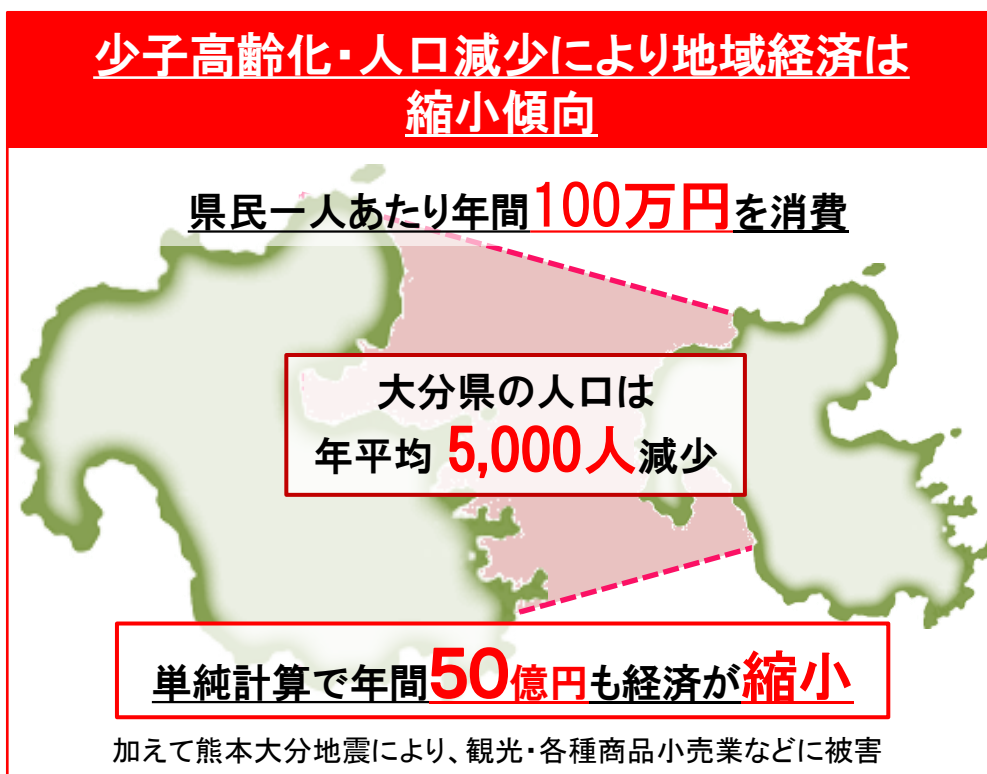 少子高齢化・人口減少により地域経済は
縮小傾向
県民一人あたり年間100万円を消費
大分県の人口は
年平均 5,000人減少
単純計算で年間50億円も経済が縮小
加えて熊本大分地震により、観光・各種商品小売業などに被害